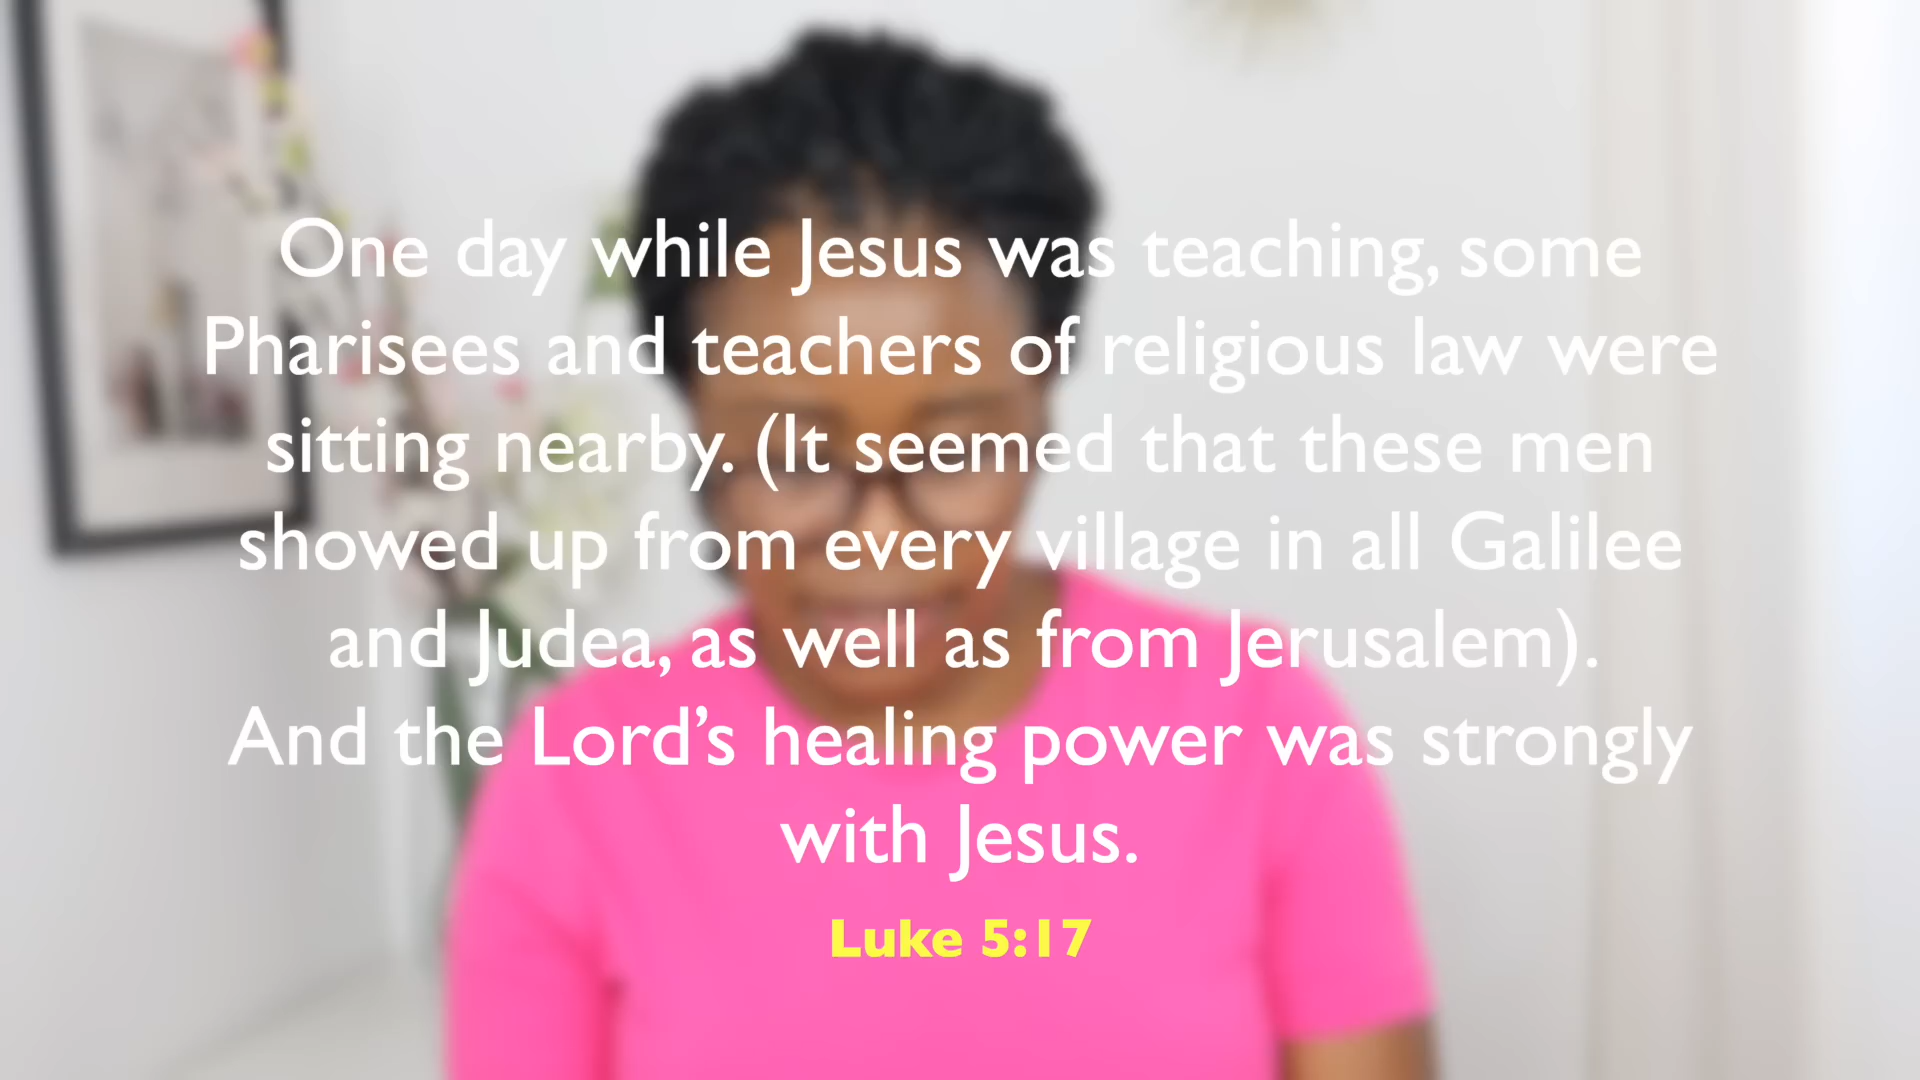 One day while Jesus was teaching, some
Pharisees and teachers of religious law were
sitting nearby. (It seemed that these men
showed up from every village in all Galilee
and Judea, as well as from Jerusalem).
And the Lord’s healing power was strongly
with Jesus.
Luke 5:17